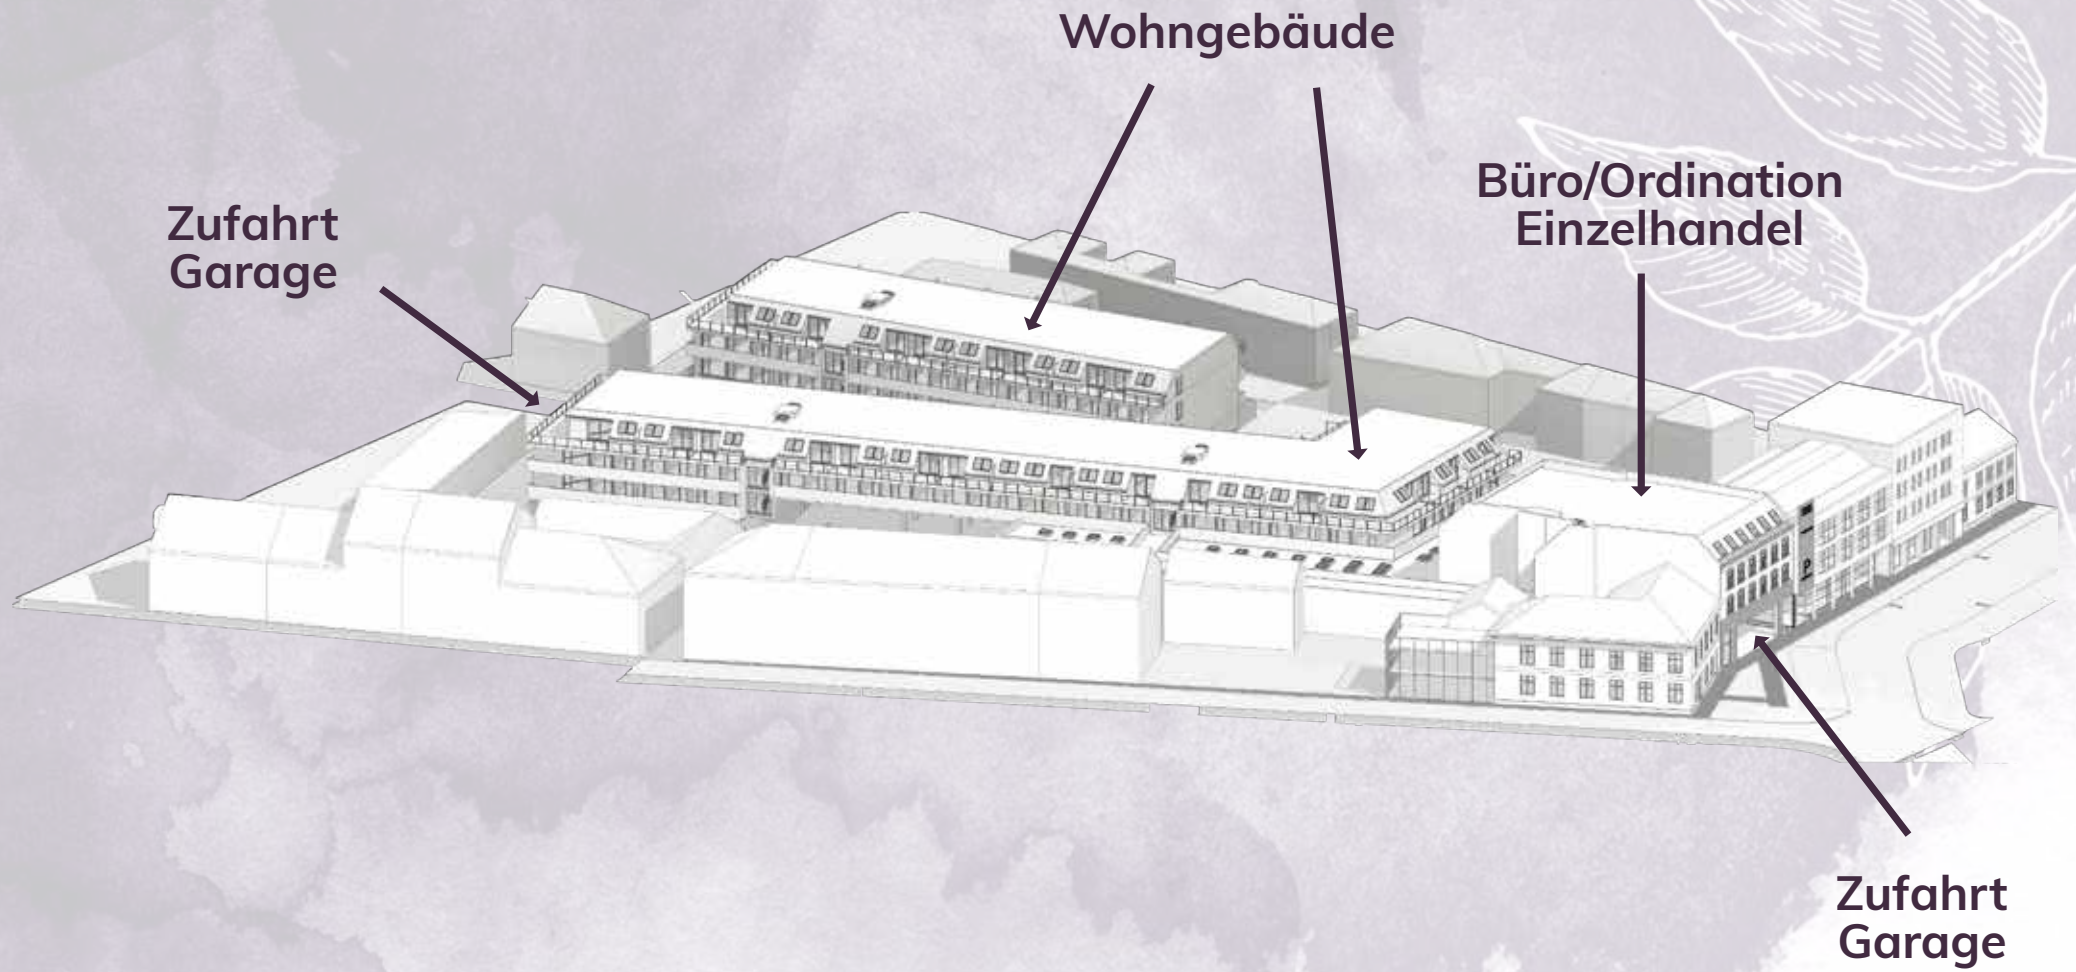 Wohngebäude
Büro/Ordination
Einzelhandel
Zufahrt
Garage
Zufahrt
Garage